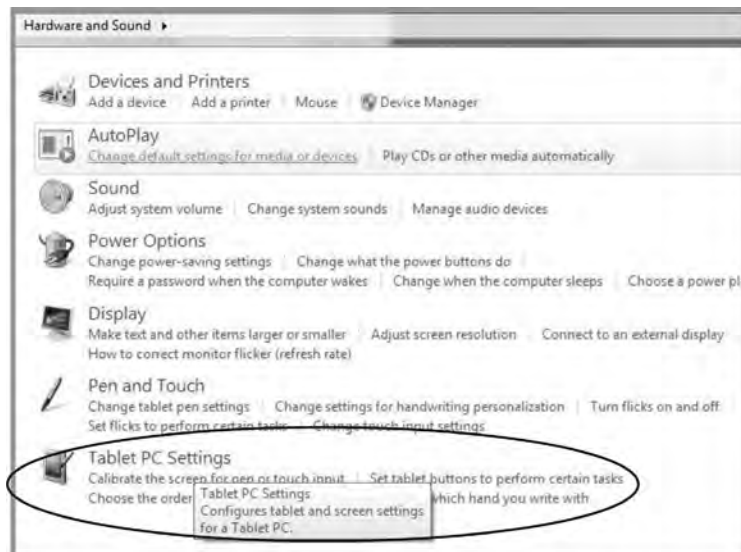 Hardware and Sound
Devices and Printers
Add a device Add a printer Mouse Device Manager
AutoPlay
Change default settings for media or devices Play CDs or other media automatically
Sound
Adjust system volume Change system sounds Manage audio devices
Power Options
Change power-saving settings Change what the power buttons do
Require a password when the computer wakes Change when the computer sleeps Choose a power pl
Display
Make text and other items larger or smaller Adjust screen resolution Connect to an external display
How to correct monitor flicker (refresh rate)
Pen and Touch
Change tablet pen settings Change settings for handwriting personalization Turn flicks on and off
Set flicks to perform certain tasks Change touch input settings
Tablet PC Settings
Calibrate the screen for pen or touch input Set tablet buttons to perform certain tasks
Choose the order which hand you write with
Tablet PC Settings
Configures tablet and screen settings
for a Tablet PC.